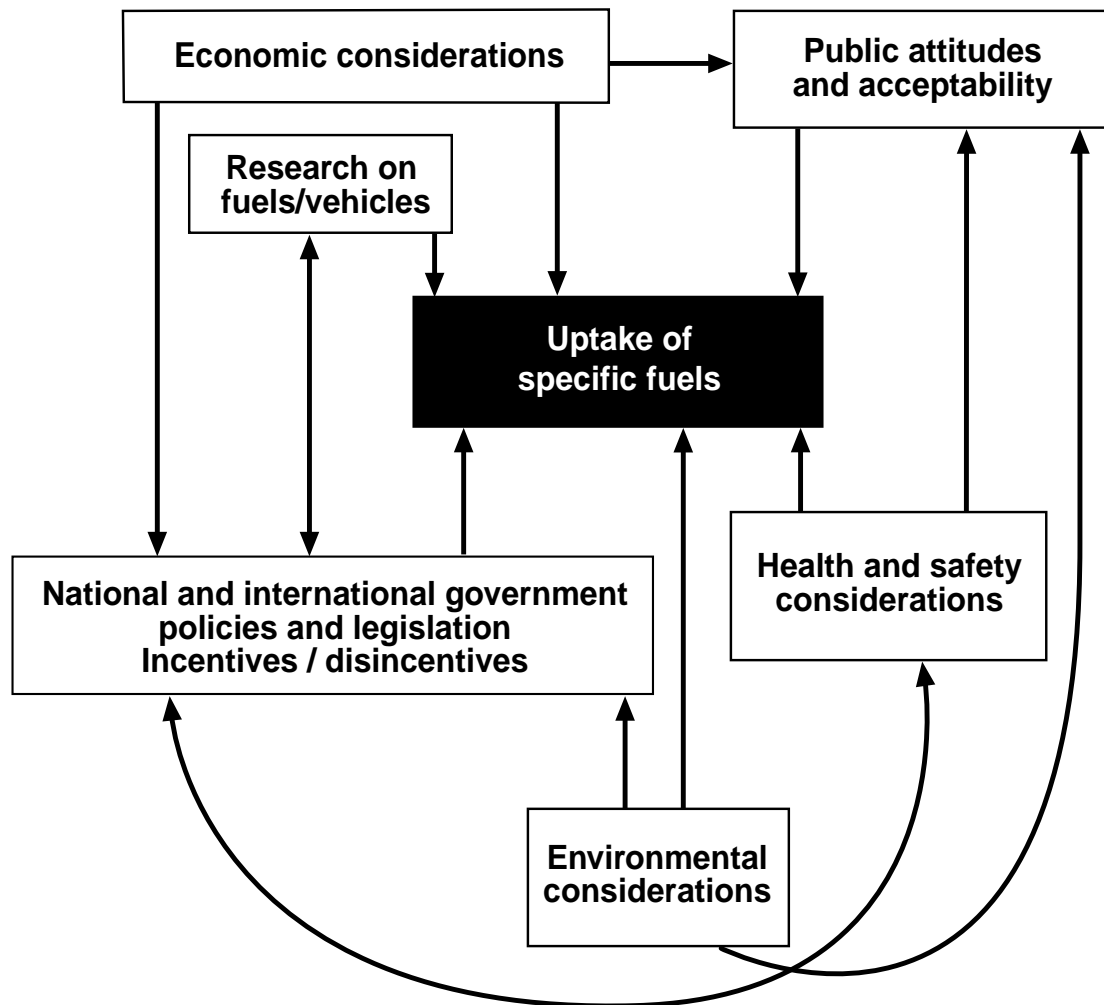 Economic considerations
Public attitudes
and acceptability
Research on
fuels/vehicles
Uptake of
specific fuels
National and international government
policies and legislation
Incentives / disincentives
Health and safety
considerations
Environmental
considerations